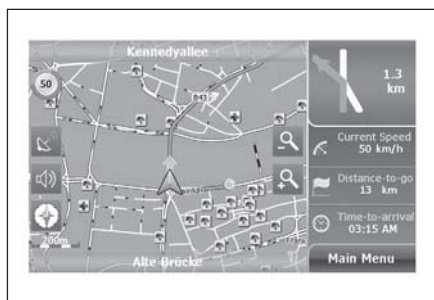 Kennedyallee
50
B43
200m
Alte Brücke
1.3
km
Current Speed
50 km/h
Distance-to-go
13 km
Time-to-arrival
03:15 AM
Main Menu